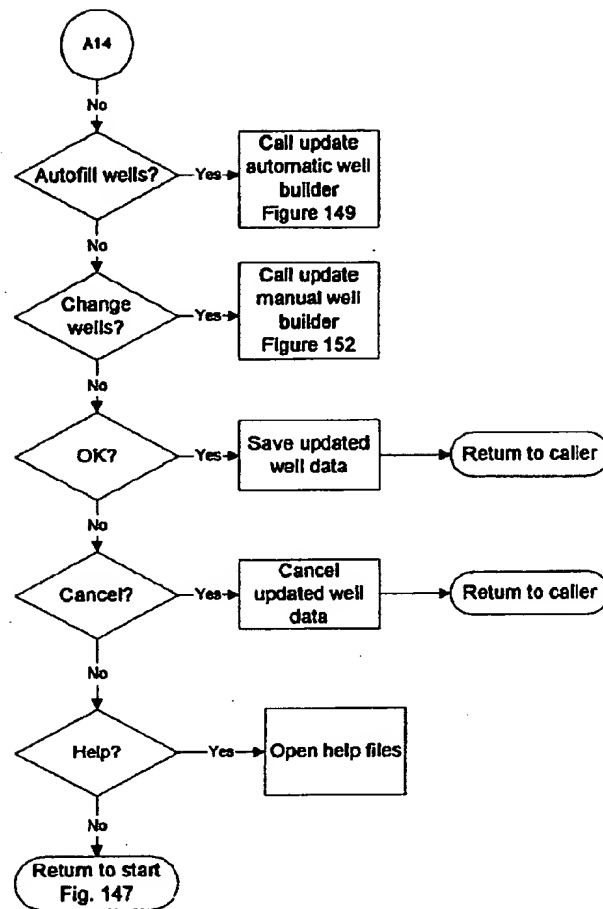 A14
No
Autofill wells?
Yes
Call update
automatic well
builder
Figure 149
No
Change
wells?
Yes
Call update
manual well
builder
Figure 152
No
OK?
Yes
Save updated
well data
Return to caller
No
Cancel?
Yes
Cancel
updated well
data
Return to caller
No
Help?
Yes
Open help files
No
Return to start
Fig. 147